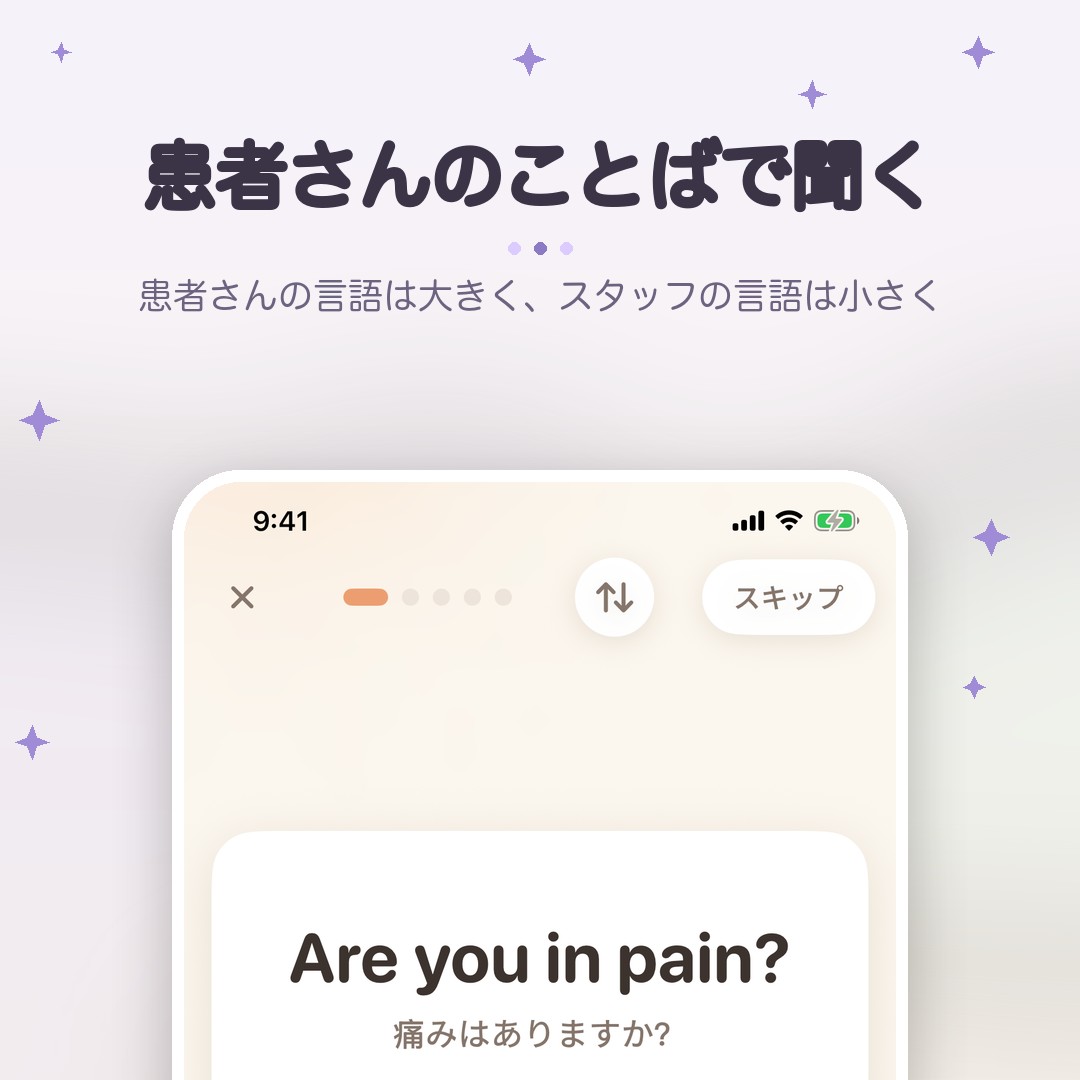 患者さんのことばで聞く
患者さんの言語は大きく、スタッフの言語は小さく
9:41
スキップ
Are you in pain?
痛みはありますか?